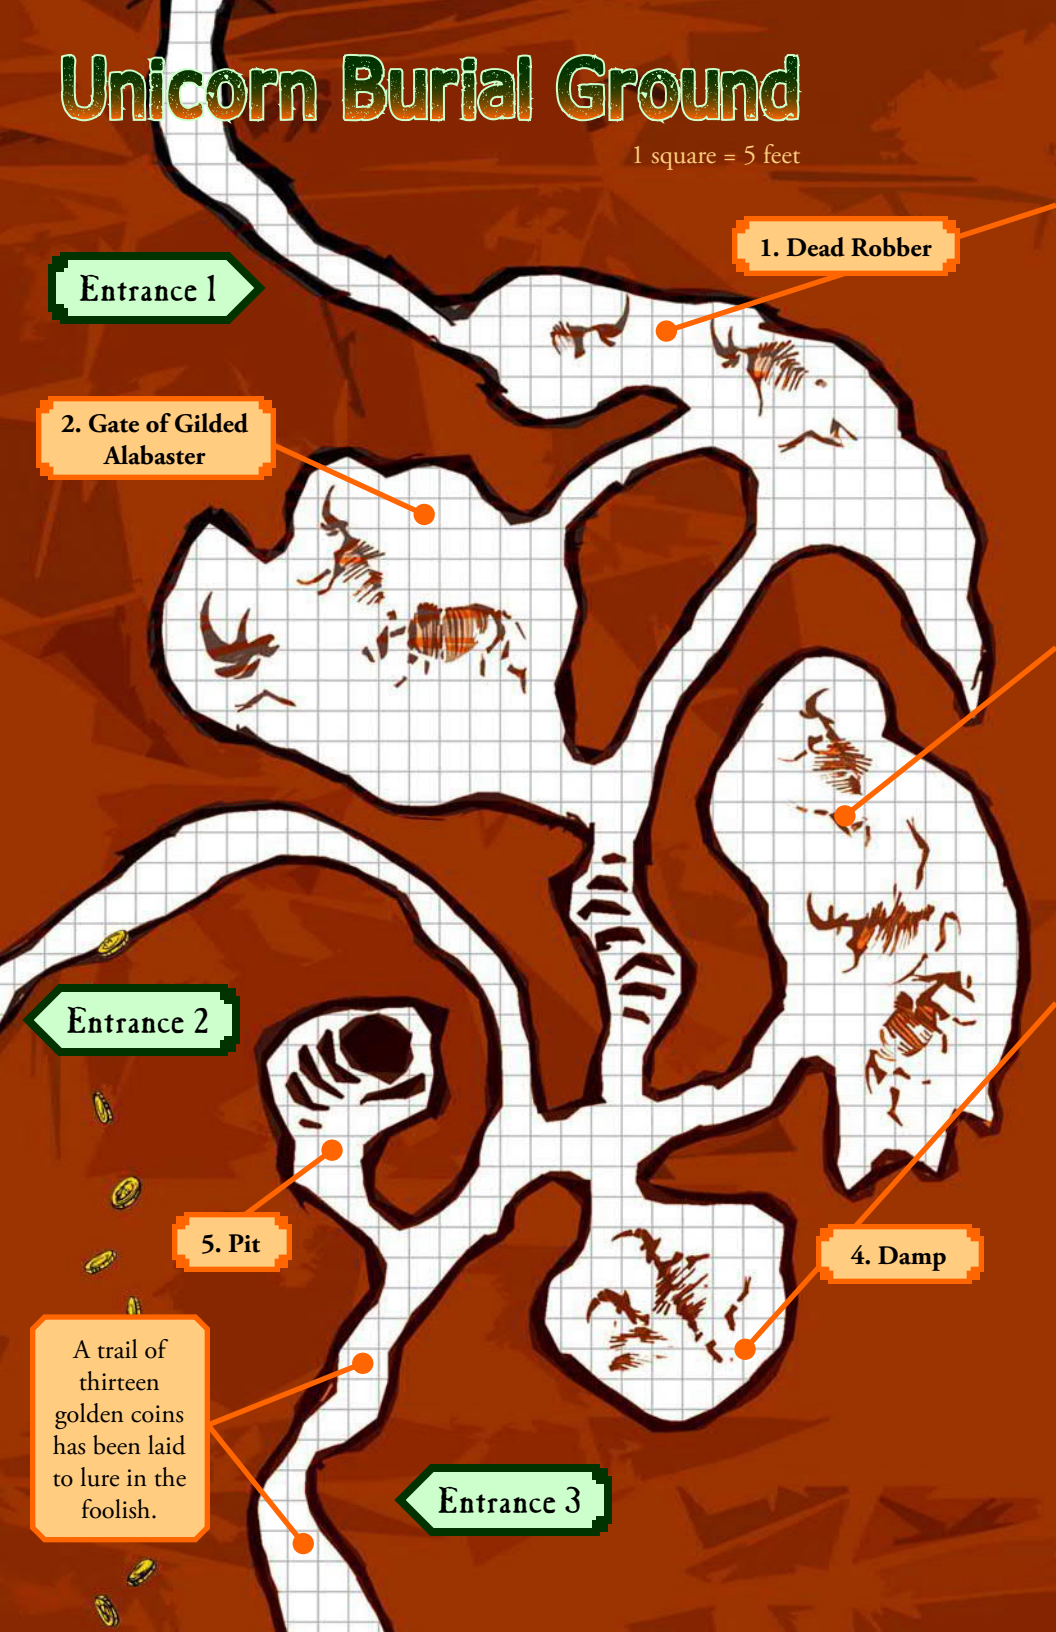 Unicorn Burial Ground
1 square = 5 feet
1. Dead Robber
Entrance 1
2. Gate of Gilded
Alabaster
Entrance 2
5. Pit
4. Damp
A trail of
thirteen
golden coins
has been laid
to lure in the
foolish.
Entrance 3